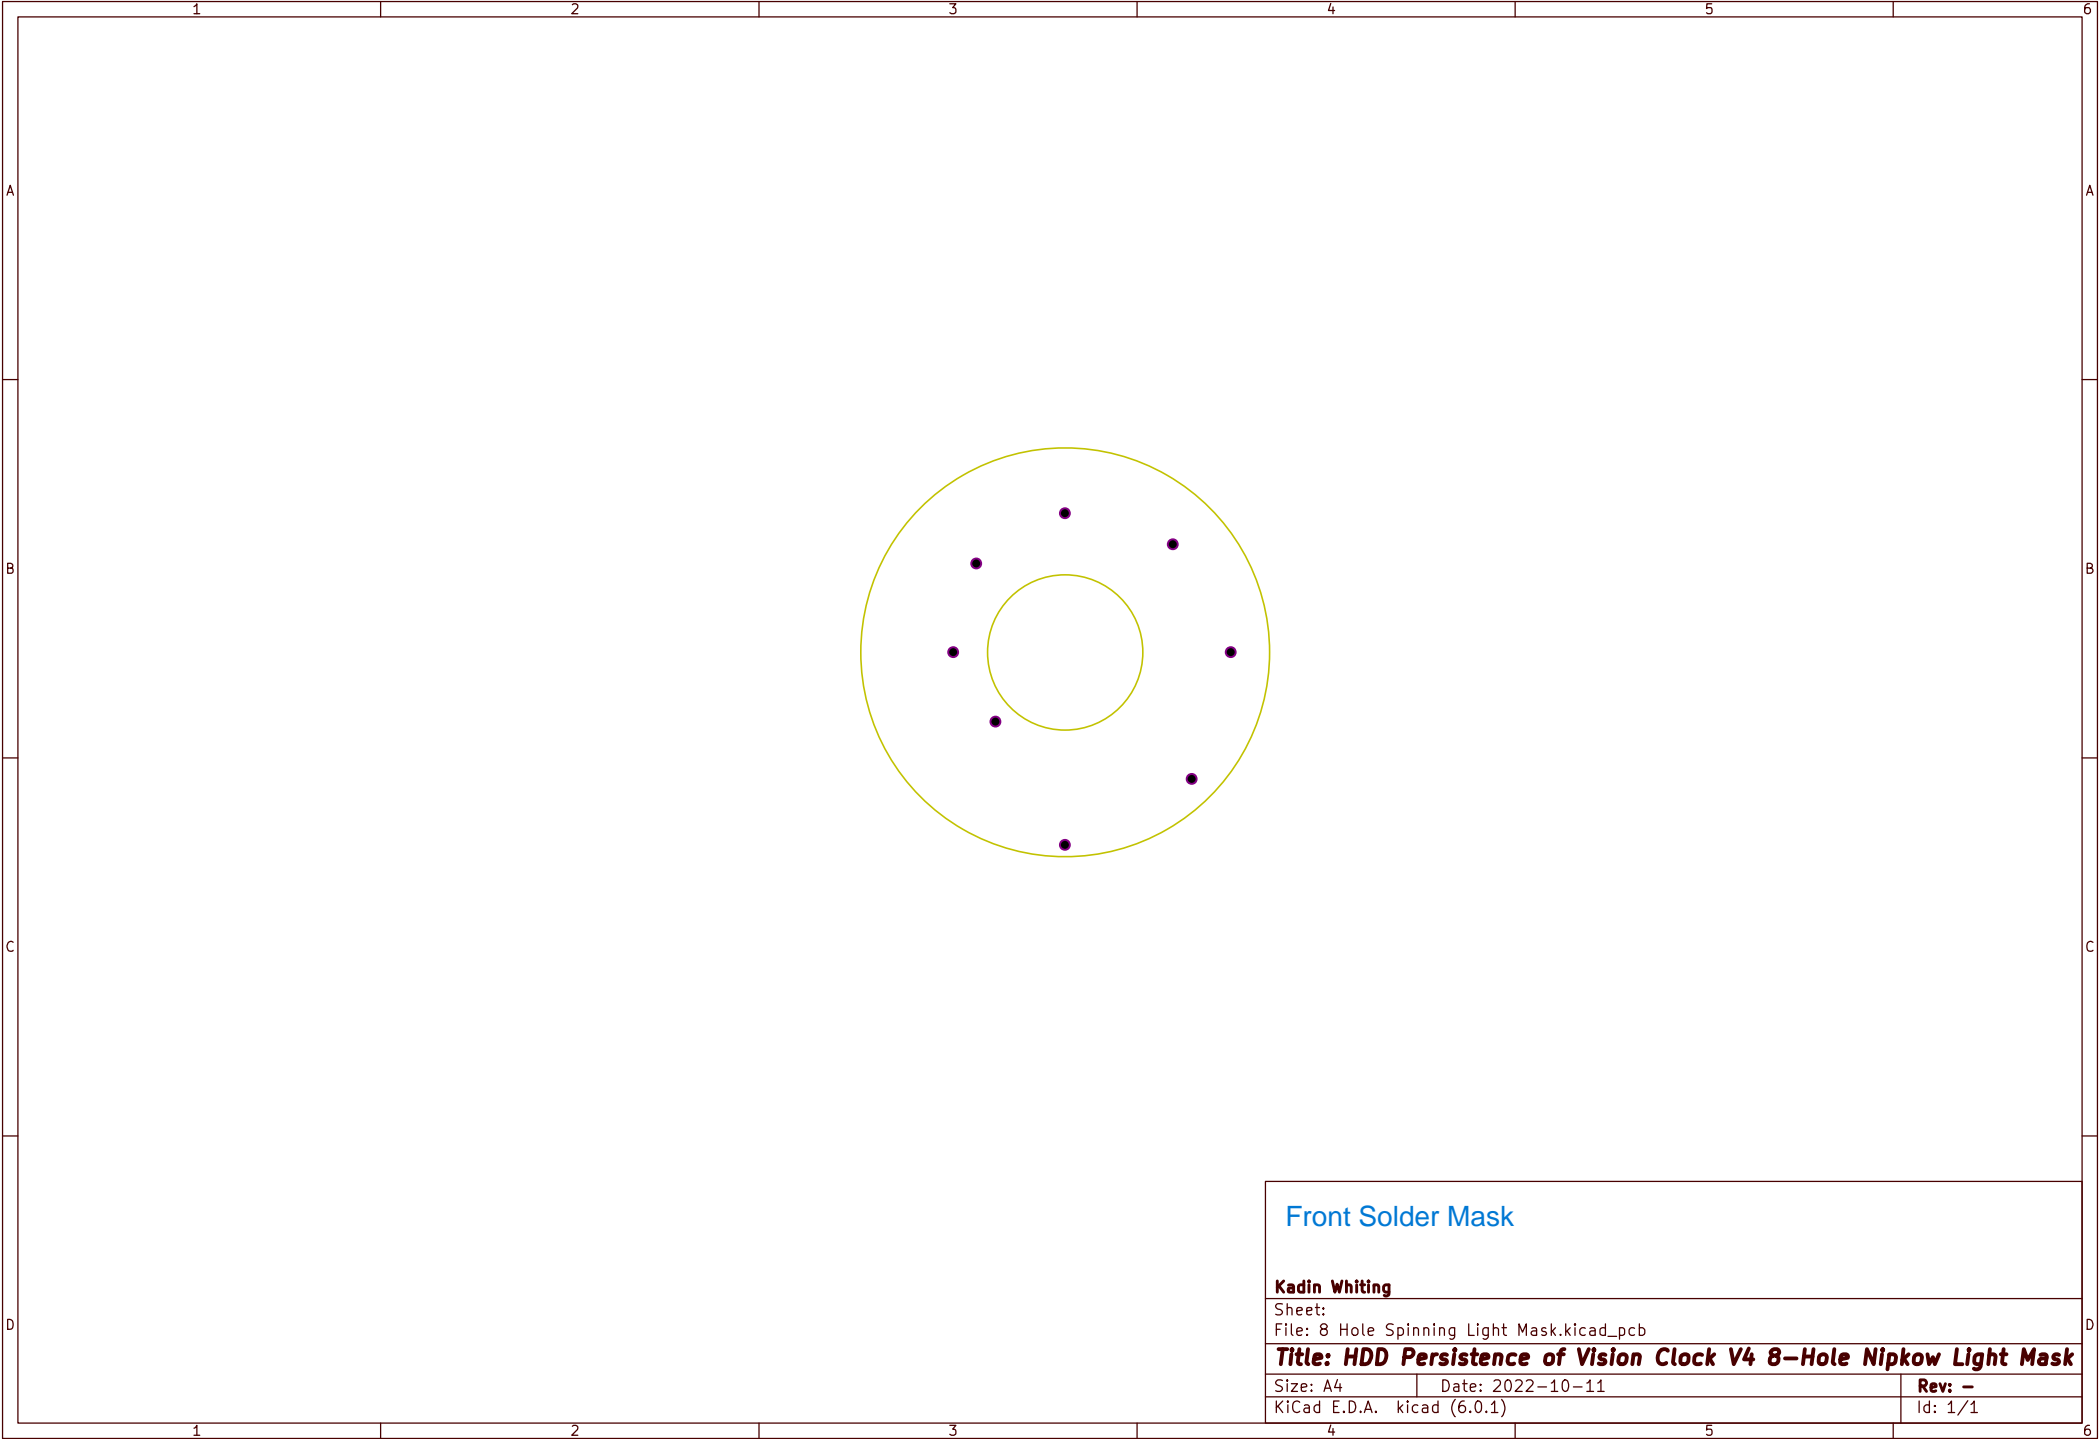 1 2 3 4 5 6
A A
B B
C C
Front Solder Mask
Kadin Whiting
Sheet:
File: 8 Hole Spinning Light Mask.kicad_pcb
D D
Title: HDD Persistence of Vision Clock V4 8-Hole Nipkow Light Mask
Size: A4 Date: 2022-10-11 Rev: -
KiCad E.D.A. kicad (6.0.1) Id: 1/1
1 2 3 4 5 6